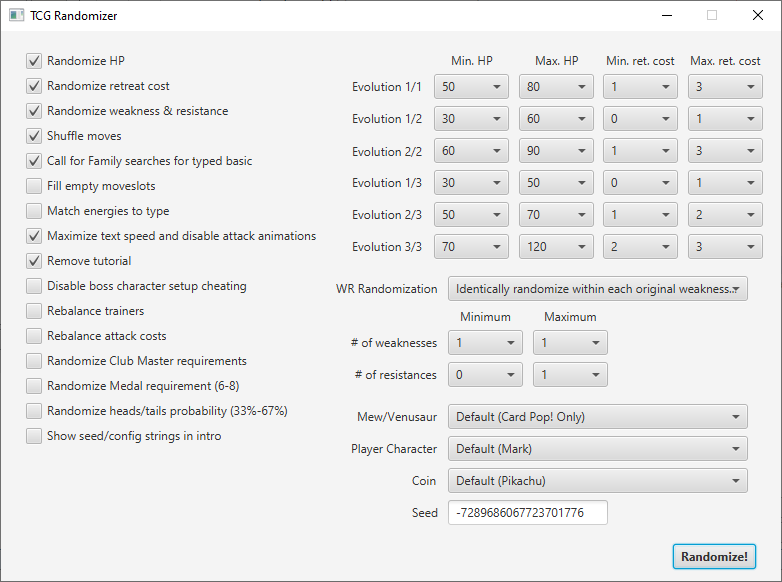 TCG Randomizer
Randomize HP
Randomize retreat cost
Randomize weakness & resistance
Shuffle moves
Call for Family searches for typed basic
Fill empty moveslots
Match energies to type
Maximize text speed and disable attack animations
Remove tutorial
Disable boss character setup cheating
Rebalance trainers
Rebalance attack costs
Randomize Club Master requirements
Randomize Medal requirement (6-8)
Randomize heads/tails probability (33%-67%)
Show seed/config strings in intro
Min. HP Max. HP Min. ret. cost Max. ret. cost
Evolution 1/1 50 80 1 3
Evolution 1/2 30 60 0 1
Evolution 2/2 60 90 1 3
Evolution 1/3 30 50 0 1
Evolution 2/3 50 70 1 2
Evolution 3/3 70 120 2 3
WR Randomization Identically randomize within each original weakness...
Minimum Maximum
# of weaknesses 1 1
# of resistances 0 1
Mew/Venusaur Default (Card Pop! Only)
Player Character Default (Mark)
Coin Default (Pikachu)
Seed -7289686067723701776
Randomize!